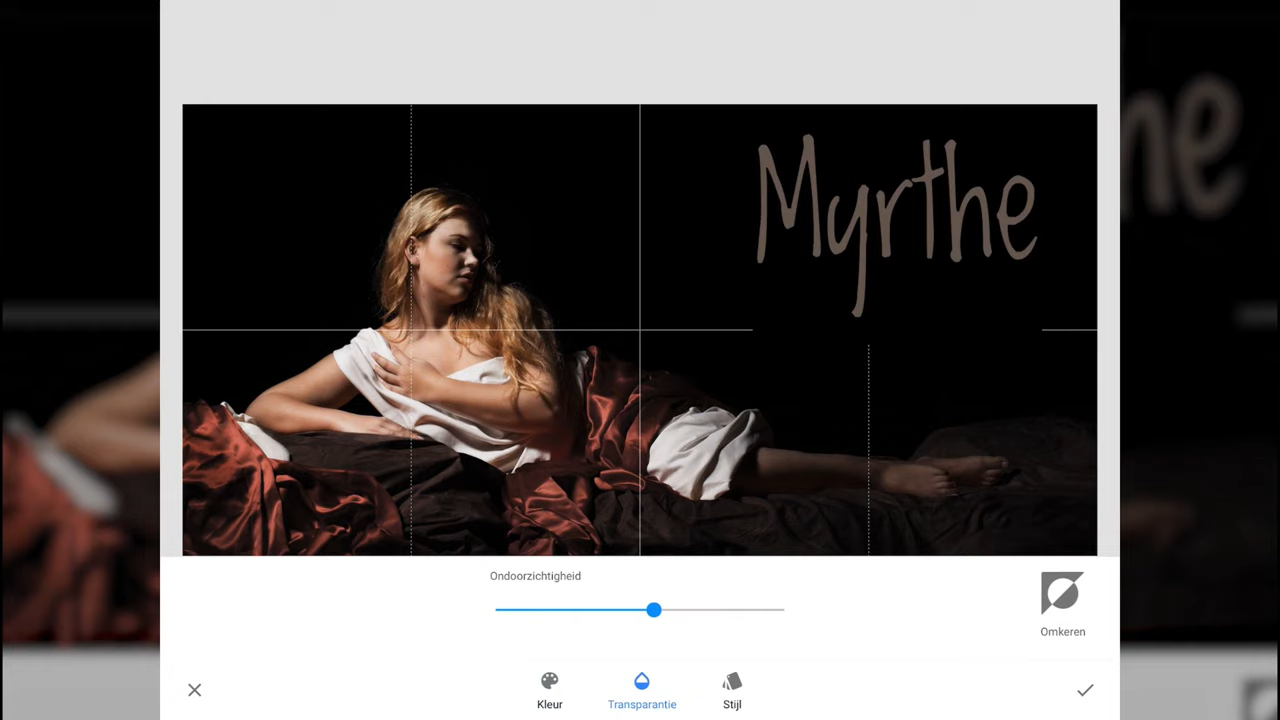 Myrthe
Ondoorzichtigheid
Omkeren
Kleur
Transparantie
Stijl